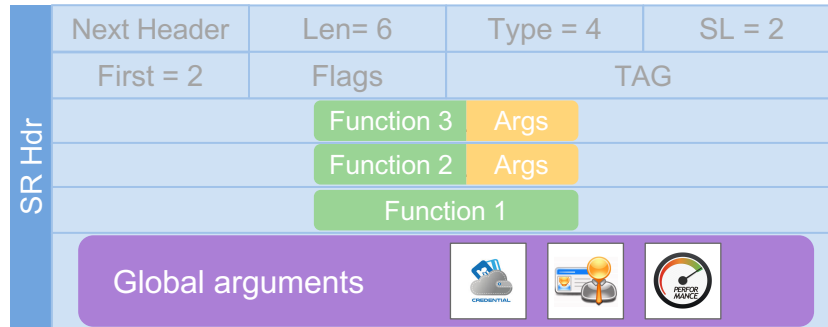 SR Hdr
Next Header Len= 6 Type = 4 SL = 2
First = 2 Flags TAG
Function 3 Args
Function 2 Args
Function 1
Global arguments
CREDENTIAL
PERFOR
MANCE